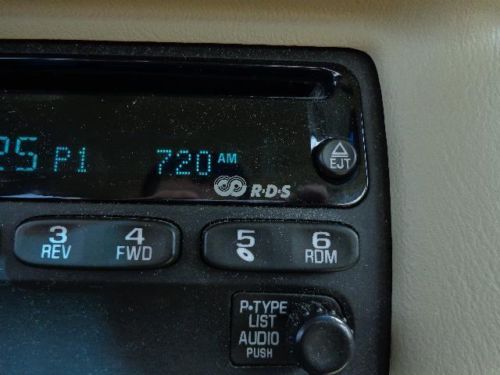 25 P1 720 AM
EJT
R·D·S
3 4 5 6
REV FWD RDM
P•TYPE
LIST
AUDIO
PUSH